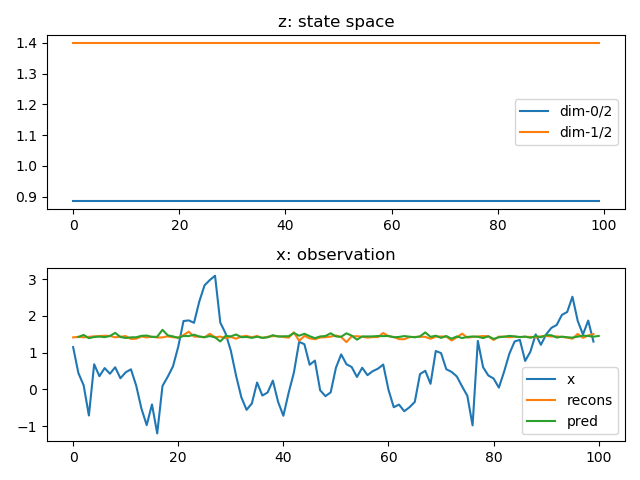 z: state space
1.4
1.3
1.2
1.1
1.0
0.9
dim-0/2
dim-1/2
0 20 40 60 80 100
x: observation
3
2
1
0
−1
x
recons
pred
0 20 40 60 80 100